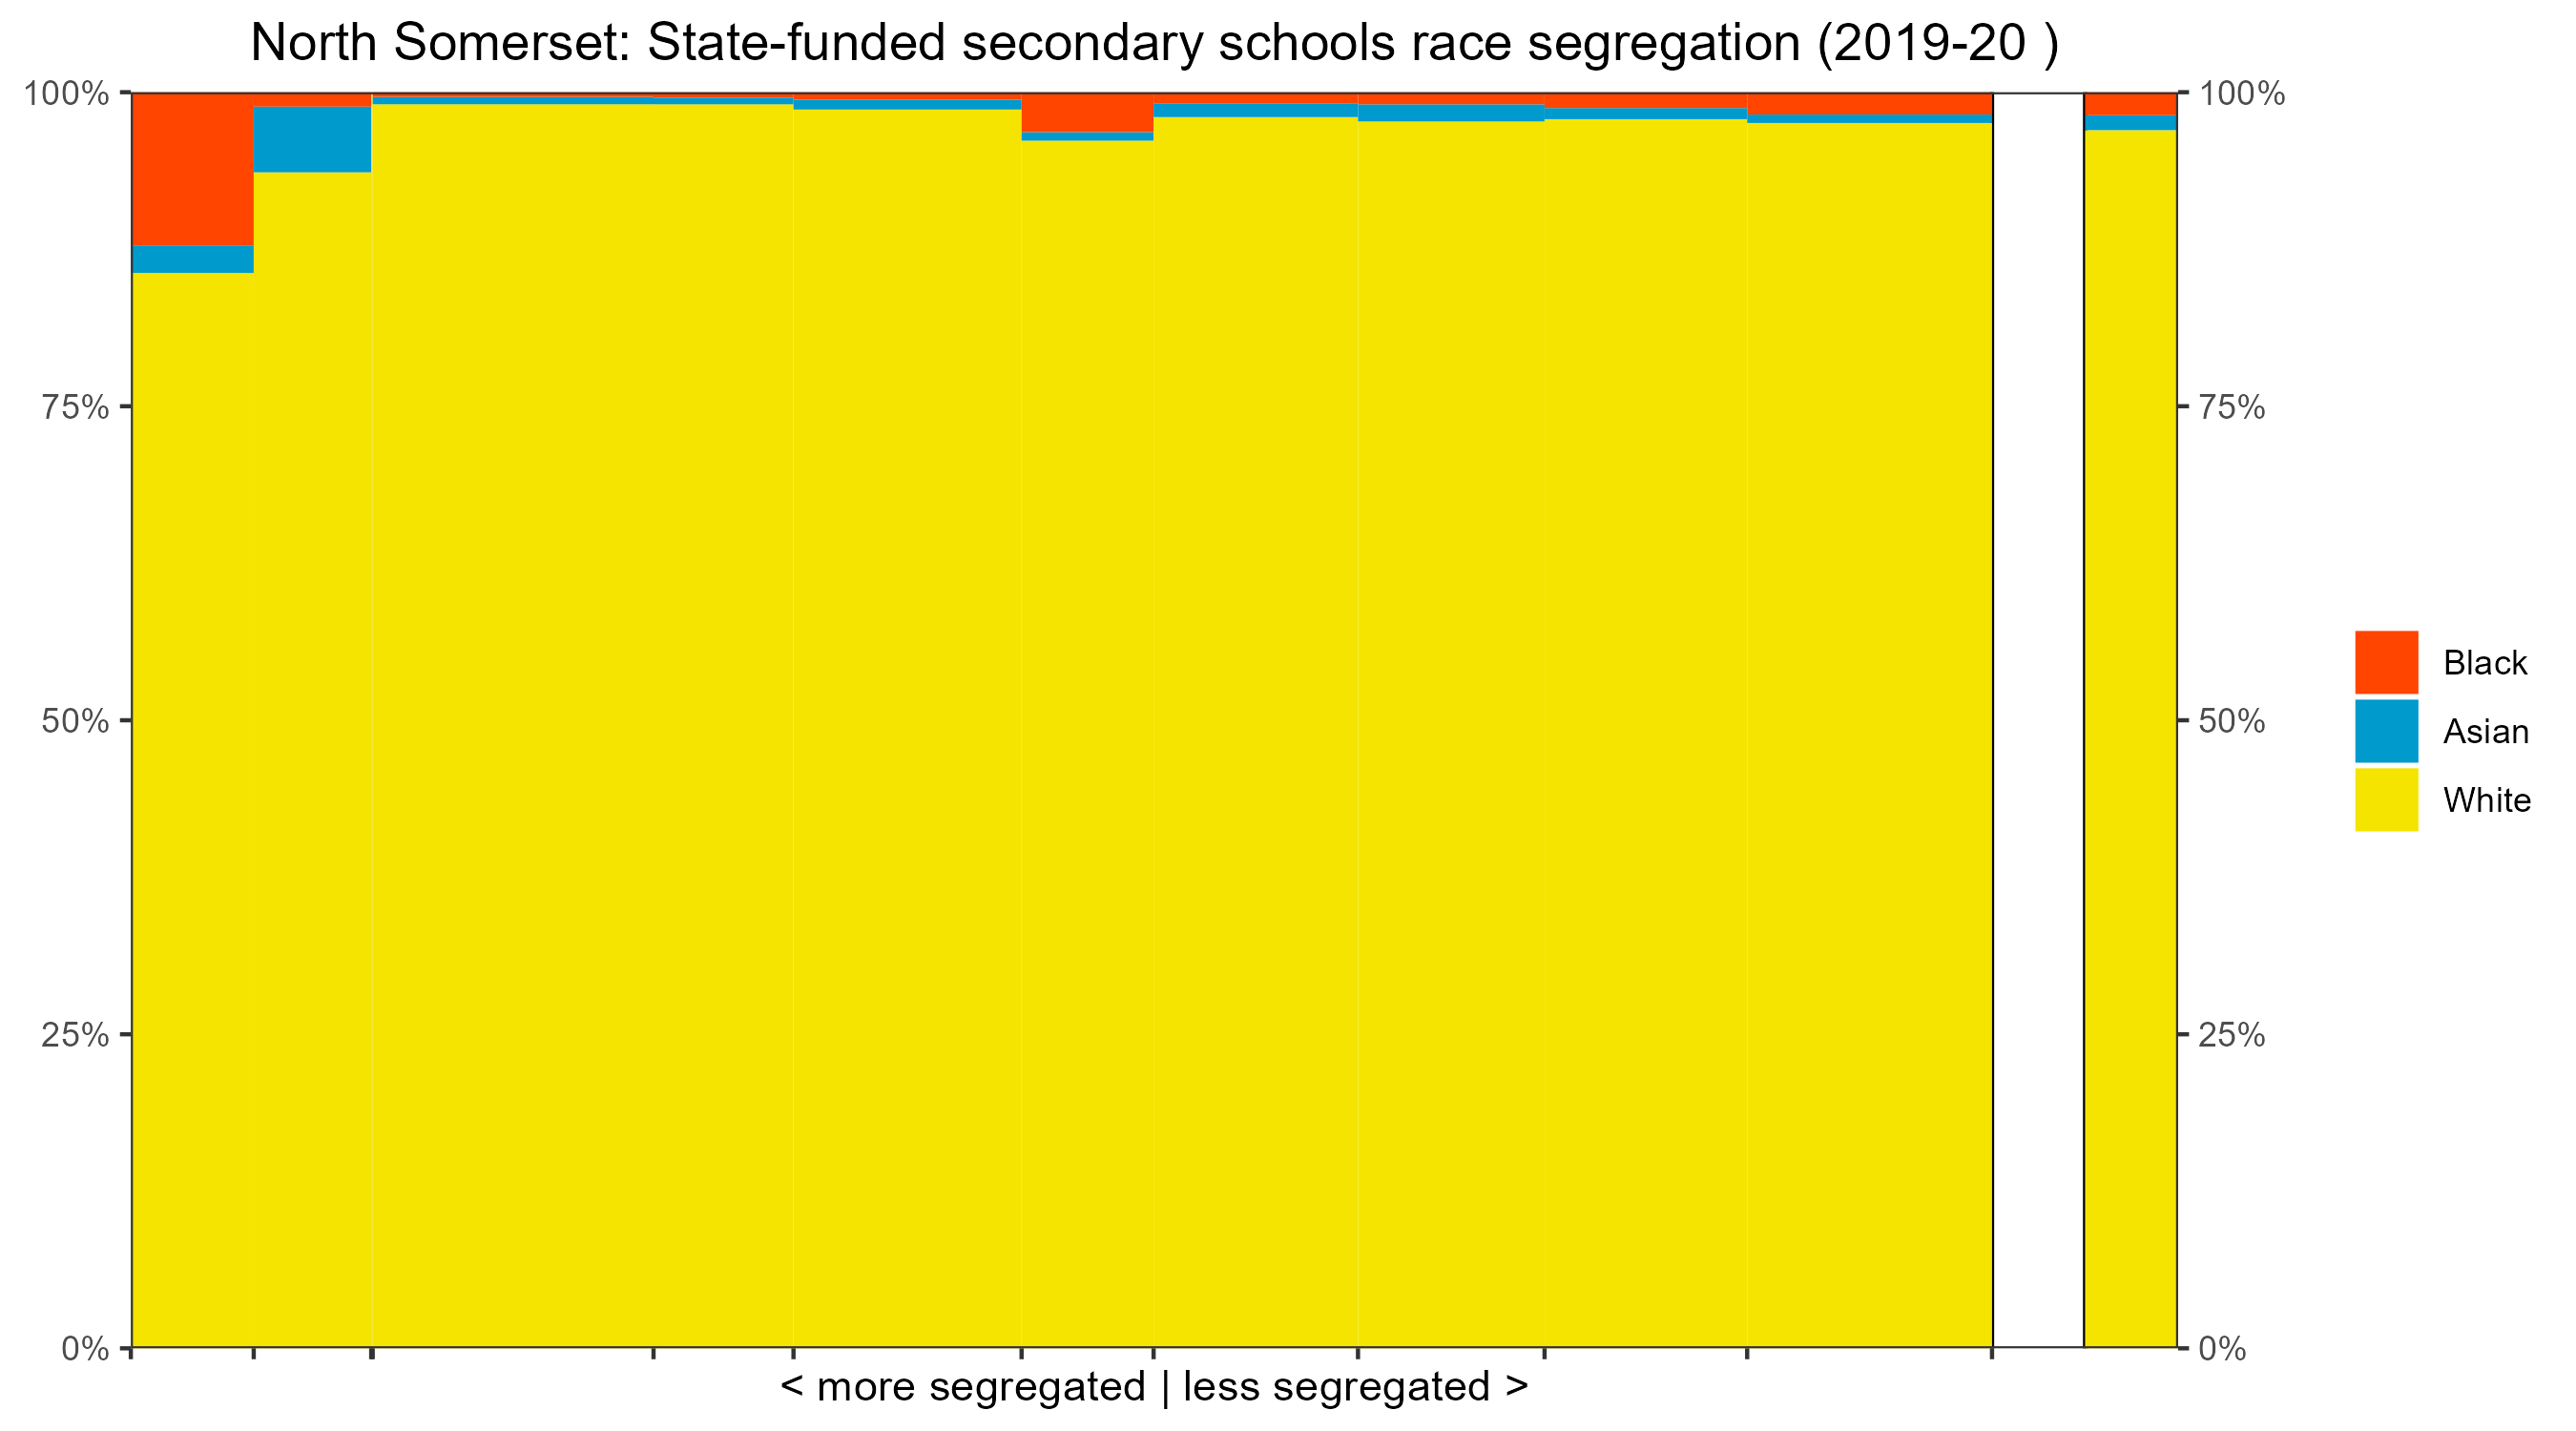 North Somerset: State-funded secondary schools race segregation (2019-20 )
100%
75%
50%
25%
0%
100%
75%
50%
25%
0%
Black
Asian
White
< more segregated | less segregated >